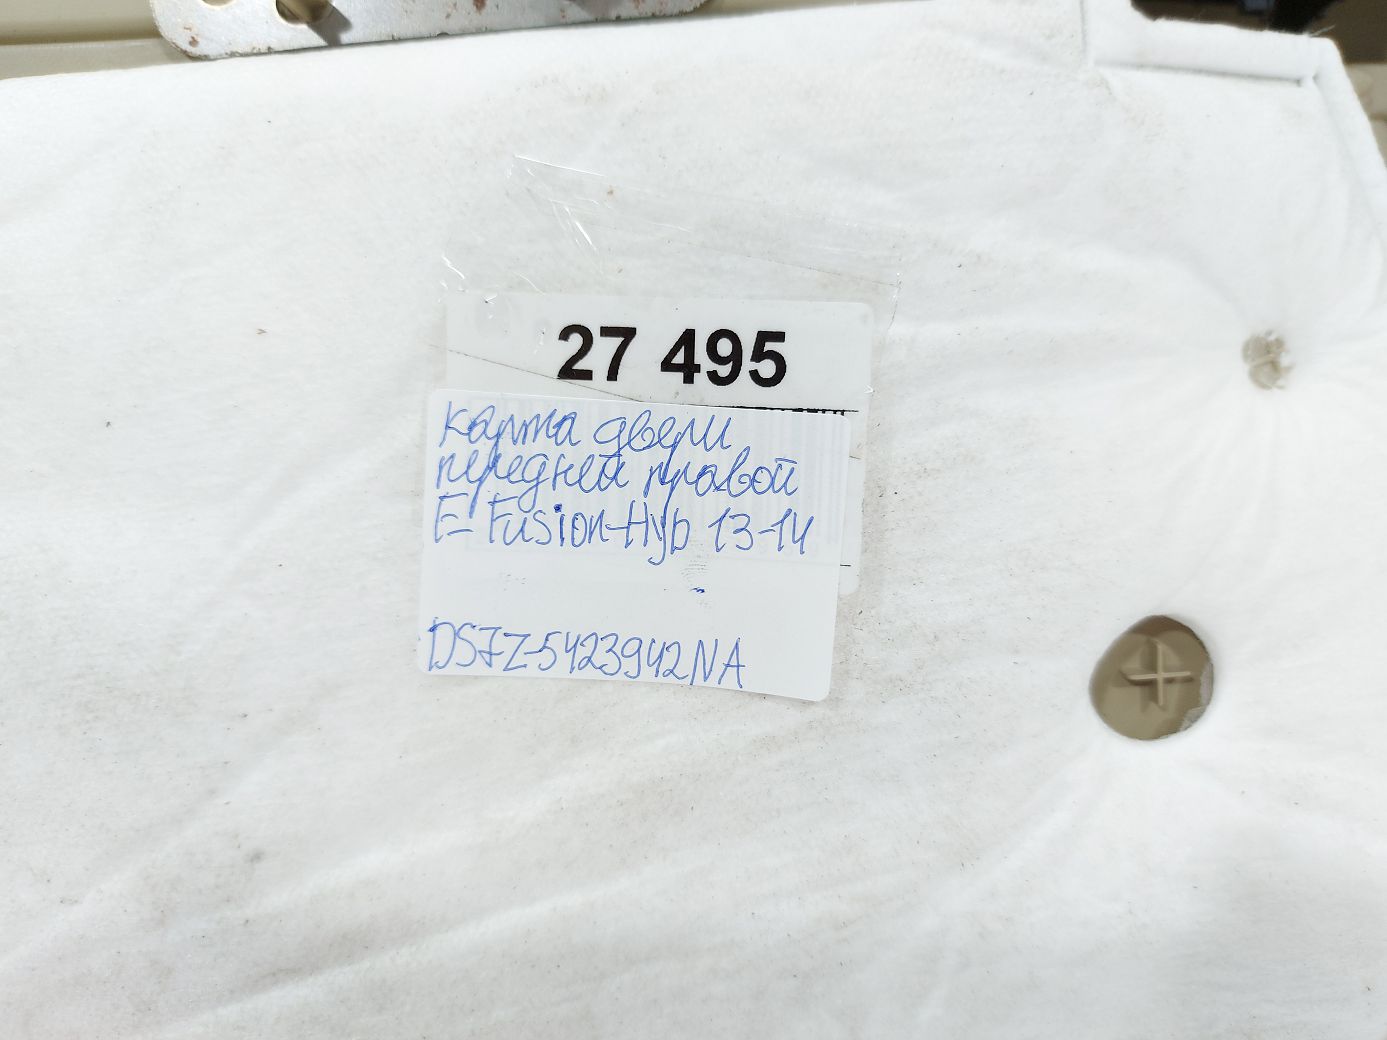 27 495
карта двери
передней правой
F- Fusion-Hyb 13-14
DS7Z-5423942NA